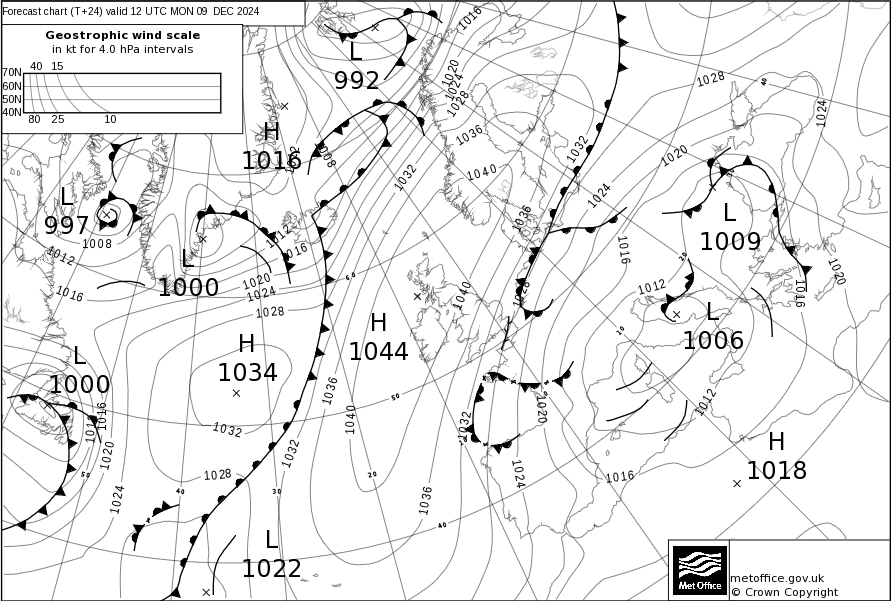 Forecast chart (T+24) valid 12 UTC MON 09 DEC 2024
Geostrophic wind scale
in kt for 4.0 hPa intervals
40 15
70N
60N
50N
40N
80 25 10
L
992
H
1016
L
997
L
1000
L
1009
L
1006
H
1034
H
1044
L
1000
H
1018
L
1022
1016
1020
1024
1028
1036
1040
1032
1032
1028
1024
1020
1024
1036
1016
1012
1008
1012
1016
1012
1016
1020
1024
1028
1040
1028
1012
1016
1020
1036
1040
1032
1032
1028
1016
1020
1024
1036
1032
1020
1024
1016
1012
60
50
50
40
30
20
40
10
20
40
Met Office
metoffice.gov.uk
© Crown Copyright